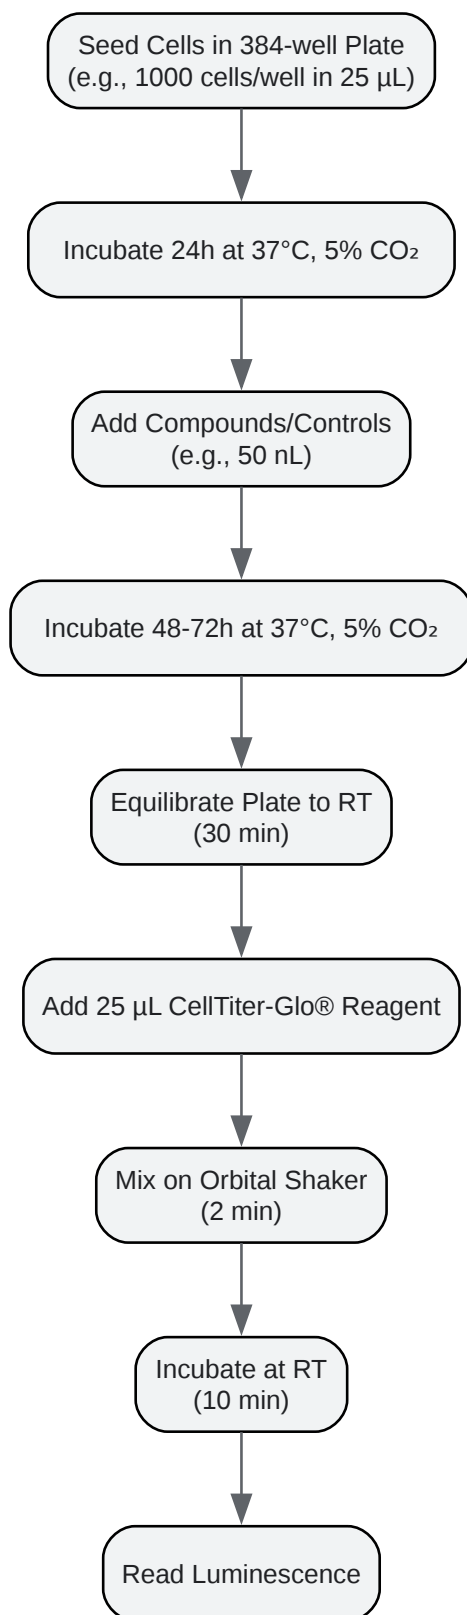 Seed Cells in 384-well Plate
(e.g., 1000 cells/well in 25 µL)
Incubate 24h at 37°C, 5% CO₂
Add Compounds/Controls
(e.g., 50 nL)
Incubate 48-72h at 37°C, 5% CO₂
Equilibrate Plate to RT
(30 min)
Add 25 µL CellTiter-Glo® Reagent
Mix on Orbital Shaker
(2 min)
Incubate at RT
(10 min)
Read Luminescence